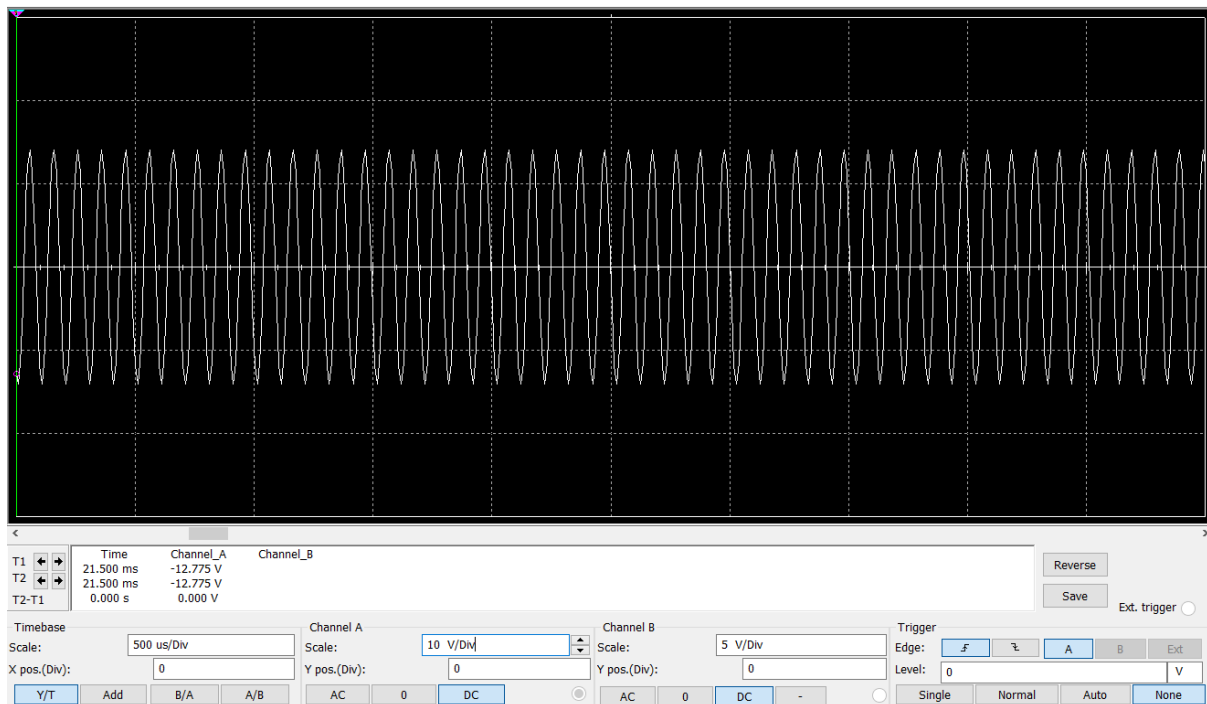 Time Channel_A Channel_B
T1 21.500 ms -12.775 V
T2 21.500 ms -12.775 V
T2-T1 0.000 s 0.000 V
Reverse
Save
Ext. trigger
Timebase
Scale: 500 us/Div
X pos.(Div): 0
Y/T Add B/A A/B
Channel A
Scale: 10 V/Div
Y pos.(Div): 0
AC 0 DC
Channel B
Scale: 5 V/Div
Y pos.(Div): 0
AC 0 DC -
Trigger
Edge: A B Ext
Level: 0 V
Single Normal Auto None